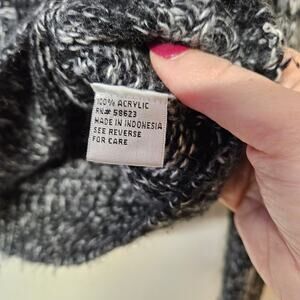 100% ACRYLIC
RN# 58623
MADE IN INDONESIA
SEE REVERSE
FOR CARE